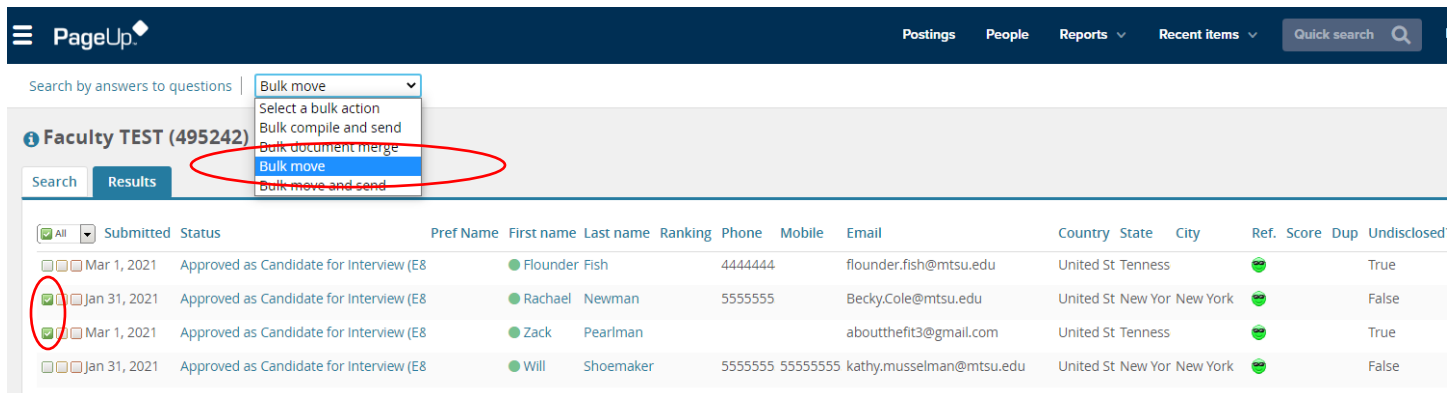 PageUp Postings People Reports Recent items Quick search
Search by answers to questions Bulk move
Select a bulk action
Bulk compile and send
Faculty TEST (495242)
Bulk document merge
Bulk move
Bulk move and send
Search Results
All Submitted Status Pref Name First name Last name Ranking Phone Mobile Email Country State City Ref. Score Dup Undisclosed?
Mar 1, 2021 Approved as Candidate for Interview (E& Flounder Fish 4444444 flounder.fish@mtsu.edu United St Tenness True
Jan 31, 2021 Approved as Candidate for Interview (E& Rachael Newman 5555555 Becky.Cole@mtsu.edu United St New Yor New York False
Mar 1, 2021 Approved as Candidate for Interview (E& Zack Pearlman aboutthefit3@gmail.com United St Tenness True
Jan 31, 2021 Approved as Candidate for Interview (E& Will Shoemaker 5555555 55555555 kathy.musselman@mtsu.edu United St New Yor New York False